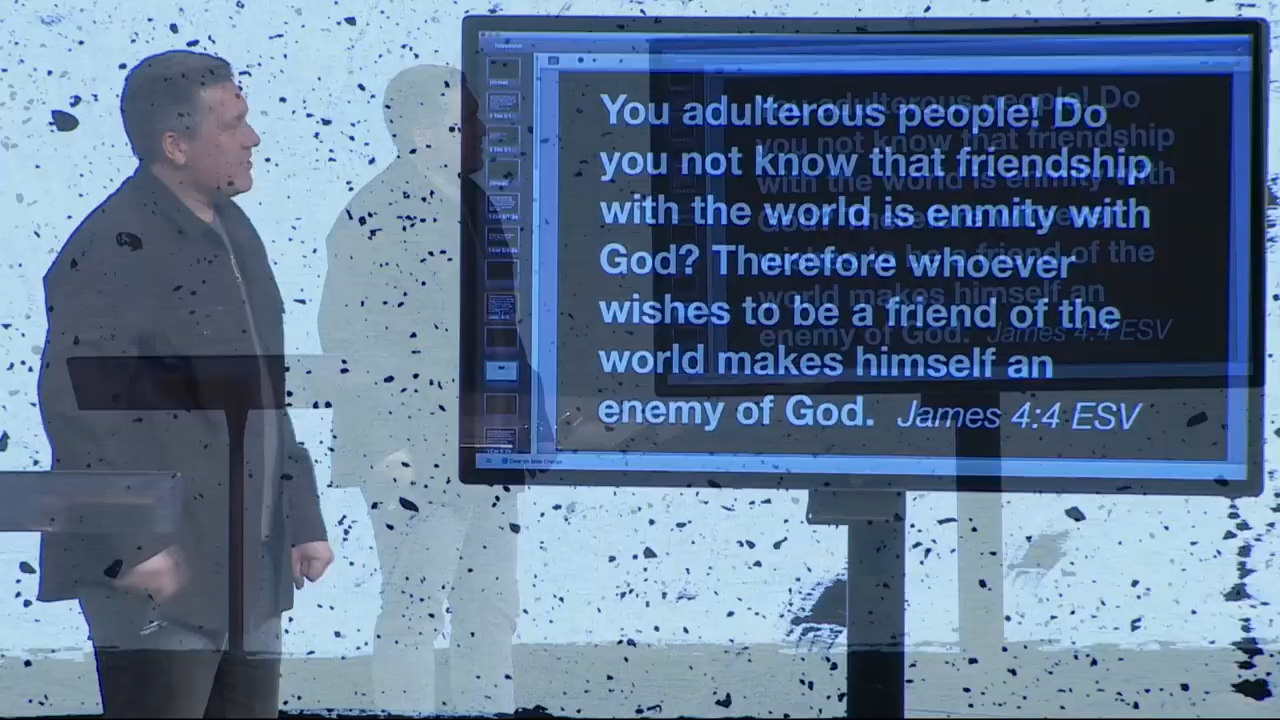 You adulterous people! Do
you not know that friendship
with the world is enmity with
God? Therefore whoever
wishes to be a friend of the
world makes himself an
enemy of God. James 4:4 ESV